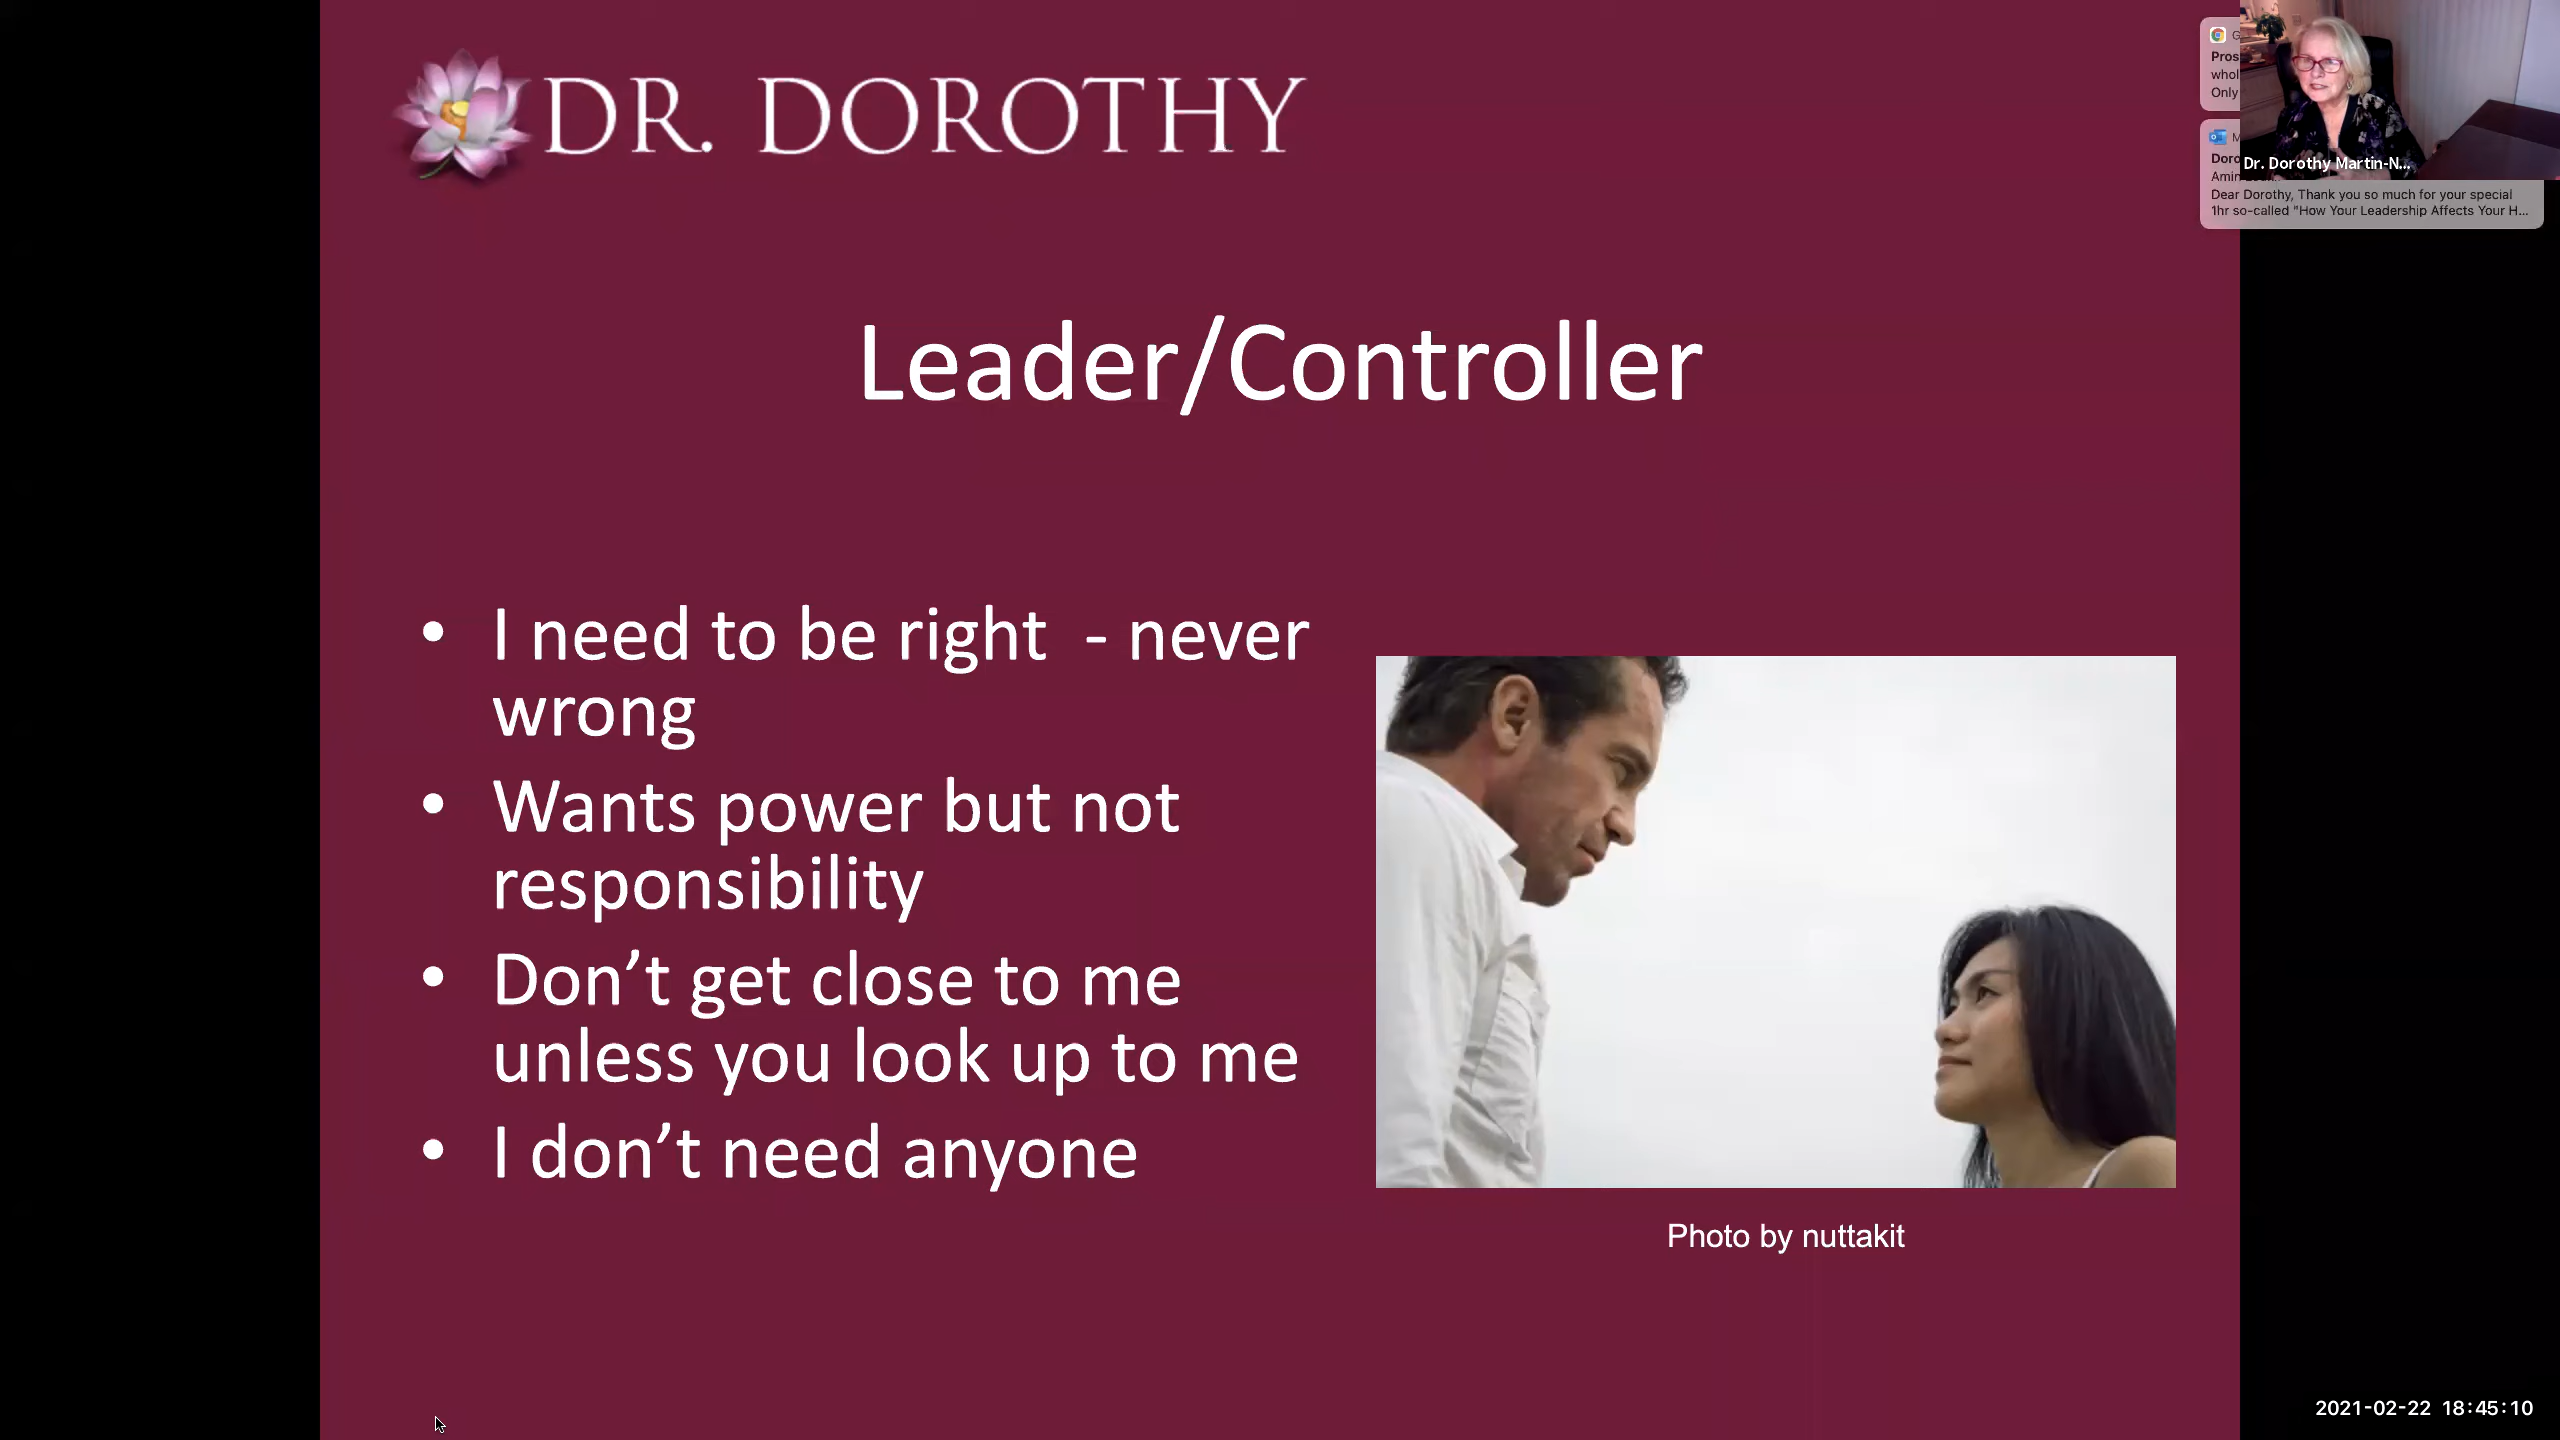 DR. DOROTHY
Leader/Controller
• I need to be right - never
wrong
• Wants power but not
responsibility
• Don’t get close to me
unless you look up to me
• I don’t need anyone
Photo by nuttakit
whol
Only
Dr. Dorothy Martin-N...
Dear Dorothy, Thank you so much for your special
1hr so-called "How Your Leadership Affects Your H...
2021-02-22 18:45:10